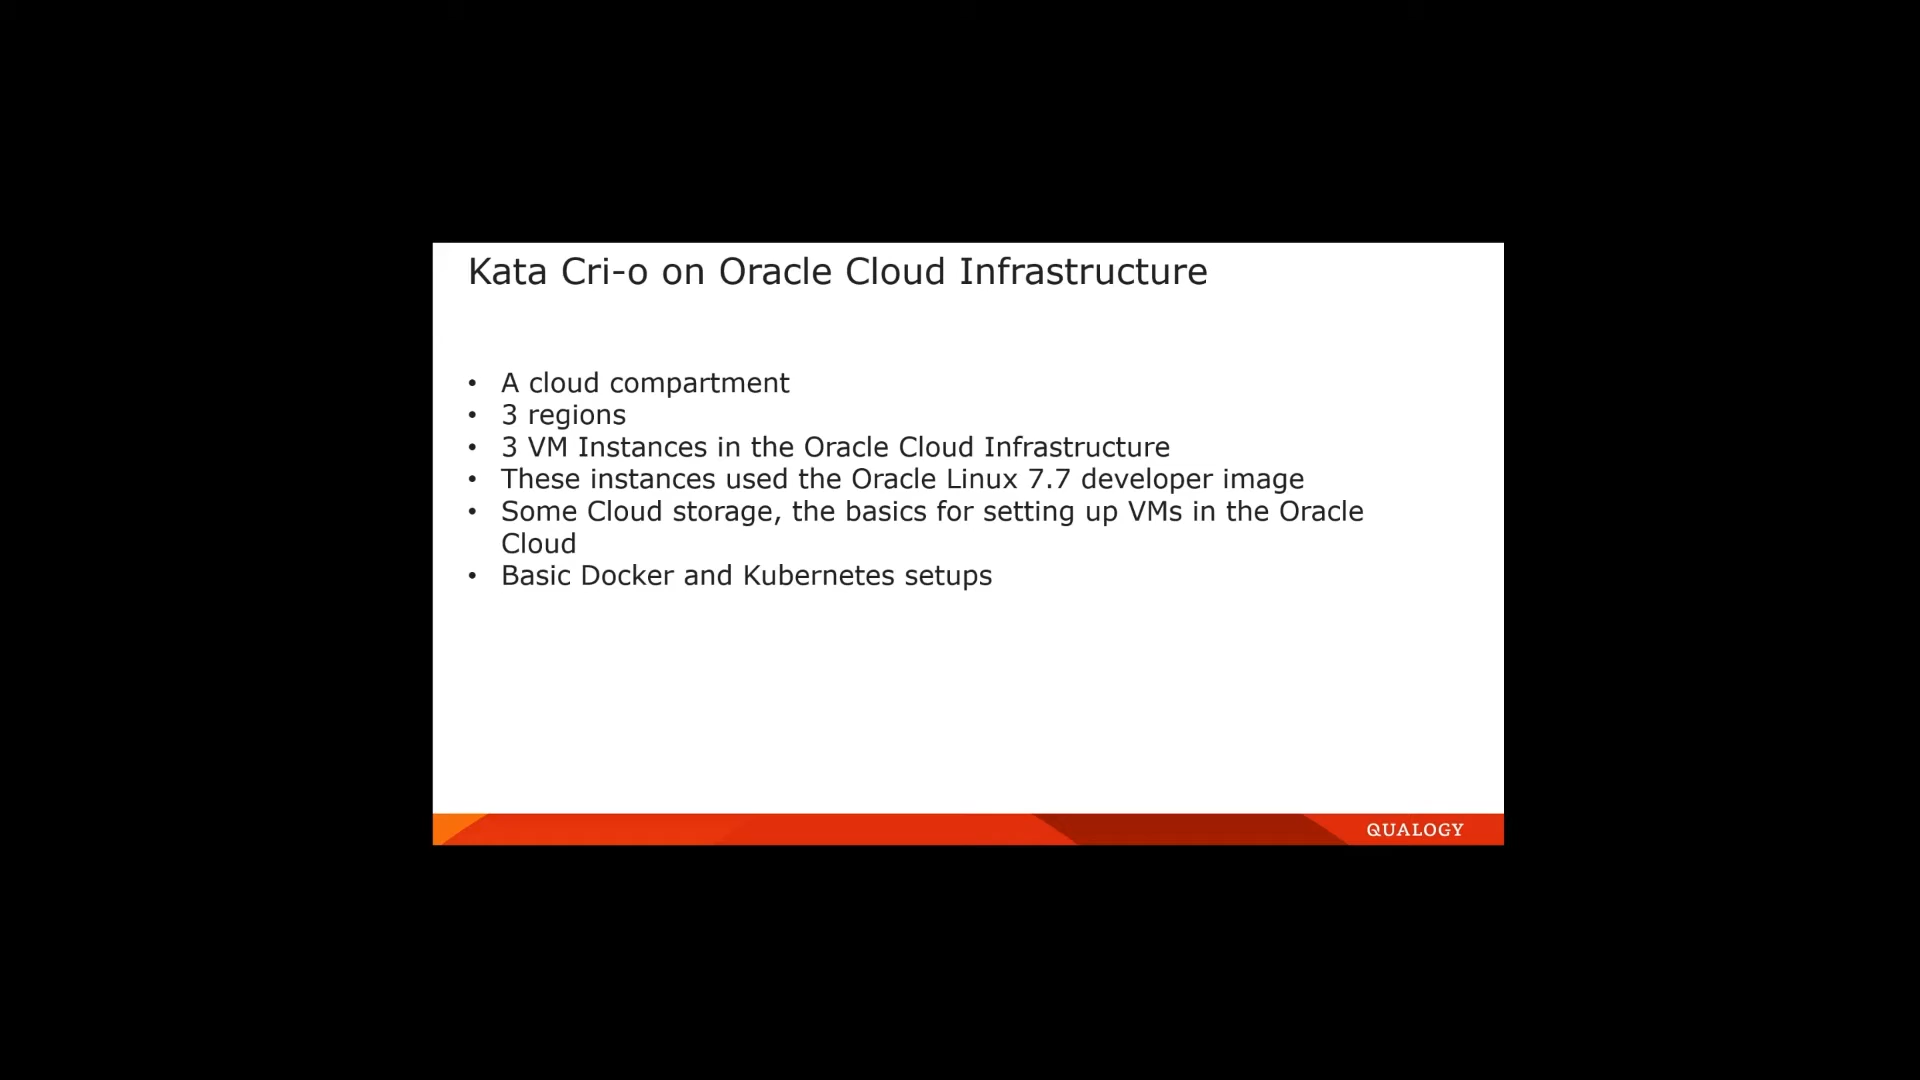 Kata Cri-o on Oracle Cloud Infrastructure
• A cloud compartment
• 3 regions
• 3 VM Instances in the Oracle Cloud Infrastructure
• These instances used the Oracle Linux 7.7 developer image
• Some Cloud storage, the basics for setting up VMs in the Oracle
Cloud
• Basic Docker and Kubernetes setups
QUALOGY